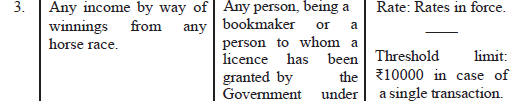 3.
Any income by way of
winnings from any
horse race.
Any person, being a
bookmaker or a
person to whom a
licence has been
granted by the
Government under
Rate: Rates in force.
Threshold limit:
₹10000 in case of
a single transaction.